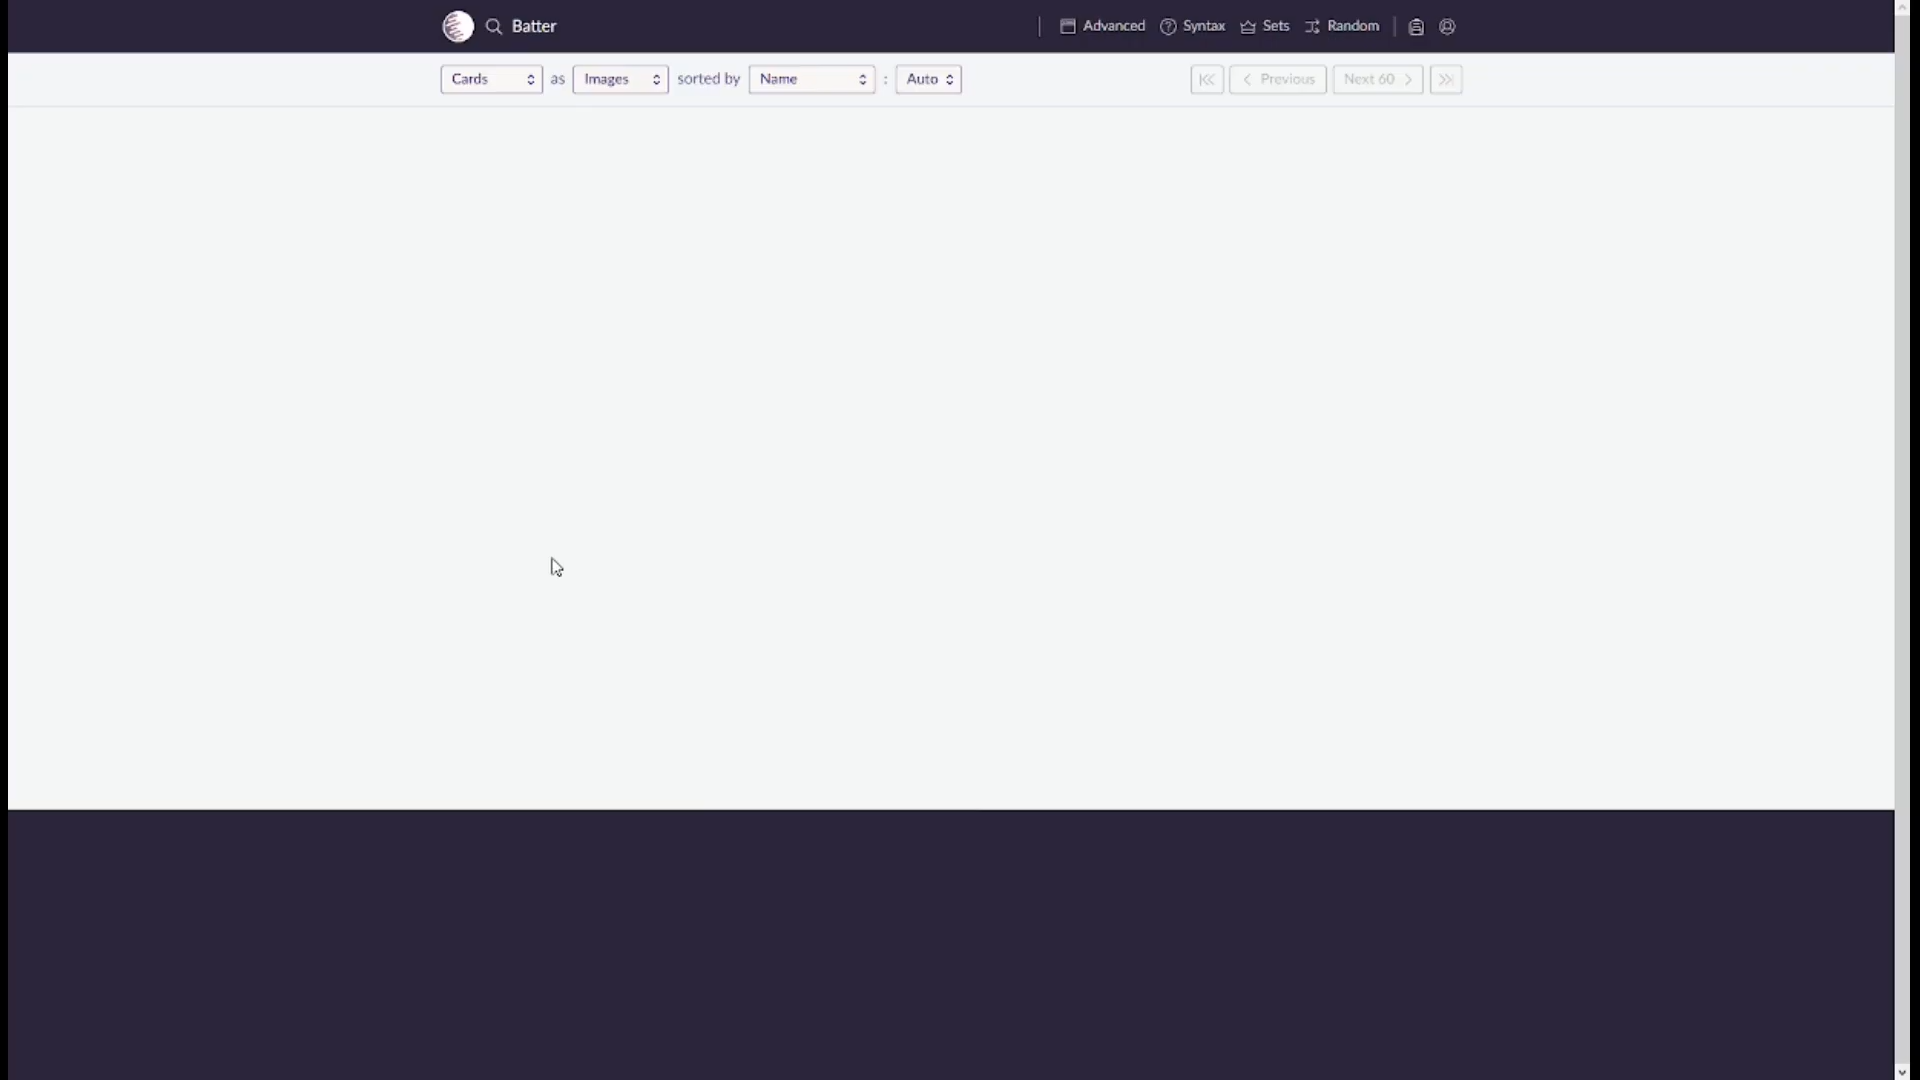 Batter
Advanced Syntax Sets Random
Cards as Images sorted by Name : Auto
Previous Next 60